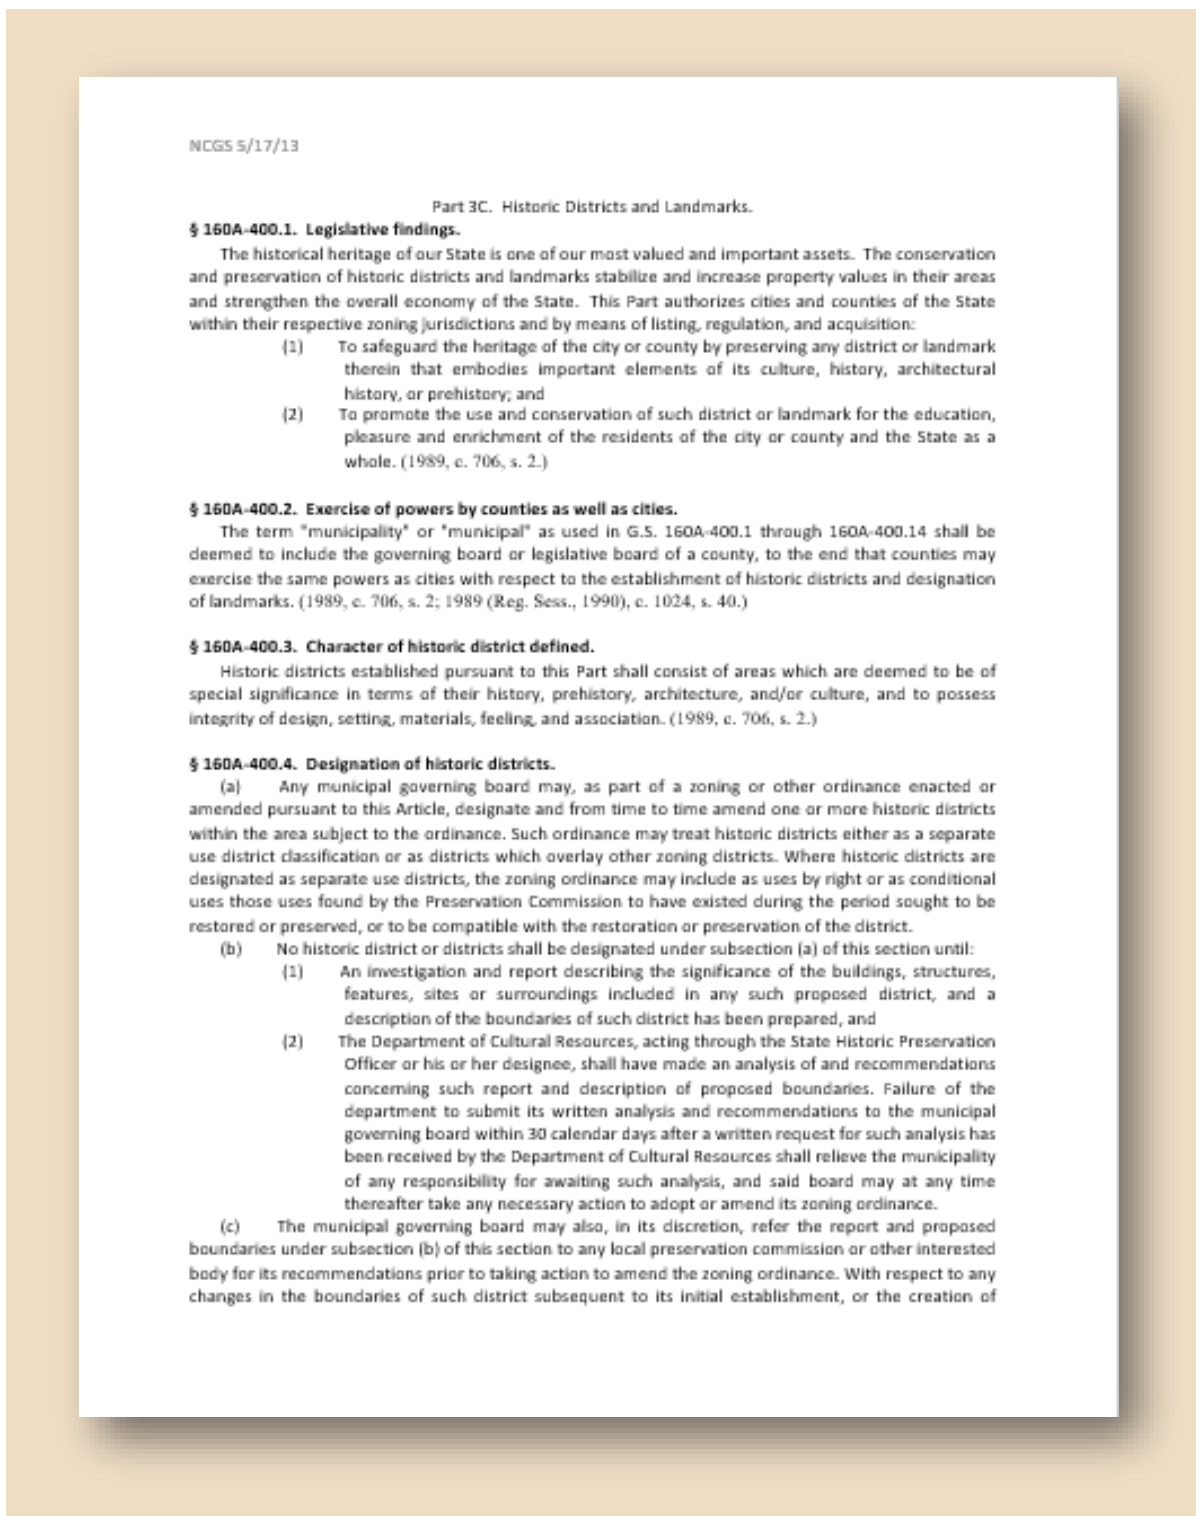 NCGS 5/17/13
Part 3C.  Historic Districts and Landmarks.
§ 160A-400.1.  Legislative findings.
The historical heritage of our State is one of our most valued and important assets.  The conservation
and preservation of historic districts and landmarks stabilize and increase property values in their areas
and strengthen the overall economy of the State.  This Part authorizes cities and counties of the State
within their respective zoning jurisdictions and by means of listing, regulation, and acquisition:
(1) To safeguard the heritage of the city or county by preserving any district or landmark
therein that embodies important elements of its culture, history, architectural
history, or prehistory; and
(2) To promote the use and conservation of such district or landmark for the education,
pleasure and enrichment of the residents of the city or county and the State as a
whole. (1989, c. 706, s. 2.)
§ 160A-400.2.  Exercise of powers by counties as well as cities.
The term "municipality" or "municipal" as used in G.S. 160A-400.1 through 160A-400.14 shall be
deemed to include the governing board or legislative board of a county, to the end that counties may
exercise the same powers as cities with respect to the establishment of historic districts and designation
of landmarks. (1989, c. 706, s. 2; 1989 (Reg. Sess., 1990), c. 1024, s. 40.)
§ 160A-400.3.  Character of historic district defined.
Historic districts established pursuant to this Part shall consist of areas which are deemed to be of
special significance in terms of their history, prehistory, architecture, and/or culture, and to possess
integrity of design, setting, materials, feeling, and association. (1989, c. 706, s. 2.)
§ 160A-400.4.  Designation of historic districts.
(a) Any municipal governing board may, as part of a zoning or other ordinance enacted or
amended pursuant to this Article, designate and from time to time amend one or more historic districts
within the area subject to the ordinance. Such ordinance may treat historic districts either as a separate
use district classification or as districts which overlay other zoning districts. Where historic districts are
designated as separate use districts, the zoning ordinance may include as uses by right or as conditional
uses those uses found by the Preservation Commission to have existed during the period sought to be
restored or preserved, or to be compatible with the restoration or preservation of the district.
(b) No historic district or districts shall be designated under subsection (a) of this section until:
(1) An investigation and report describing the significance of the buildings, structures,
features, sites or surroundings included in any such proposed district, and a
description of the boundaries of such district has been prepared, and
(2) The Department of Cultural Resources, acting through the State Historic Preservation
Officer or his or her designee, shall have made an analysis of and recommendations
concerning such report and description of proposed boundaries. Failure of the
department to submit its written analysis and recommendations to the municipal
governing board within 30 calendar days after a written request for such analysis has
been received by the Department of Cultural Resources shall relieve the municipality
of any responsibility for awaiting such analysis, and said board may at any time
thereafter take any necessary action to adopt or amend its zoning ordinance.
(c) The municipal governing board may also, in its discretion, refer the report and proposed
boundaries under subsection (b) of this section to any local preservation commission or other interested
body for its recommendations prior to taking action to amend the zoning ordinance. With respect to any
changes in the boundaries of such district subsequent to its initial establishment, or the creation of